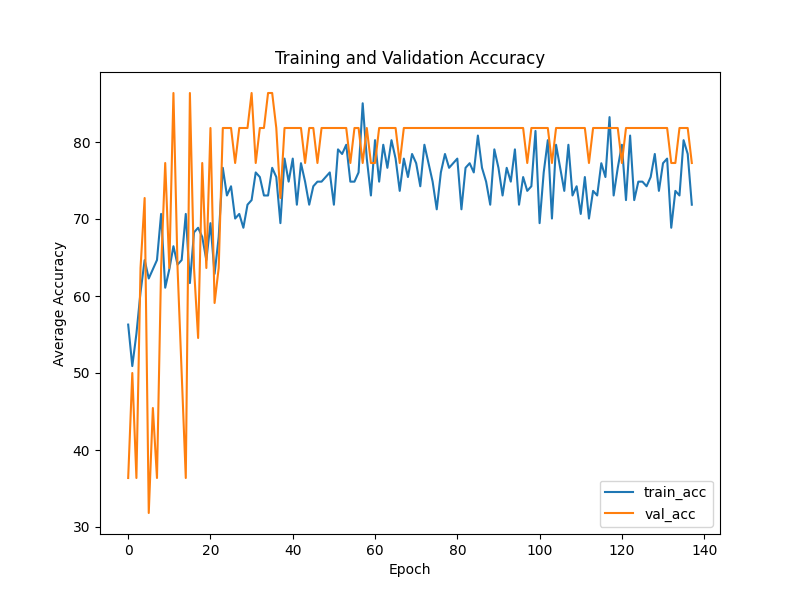 Training and Validation Accuracy
Average Accuracy
80
70
60
50
40
30
0 20 40 60 80 100 120 140
Epoch
train_acc
val_acc